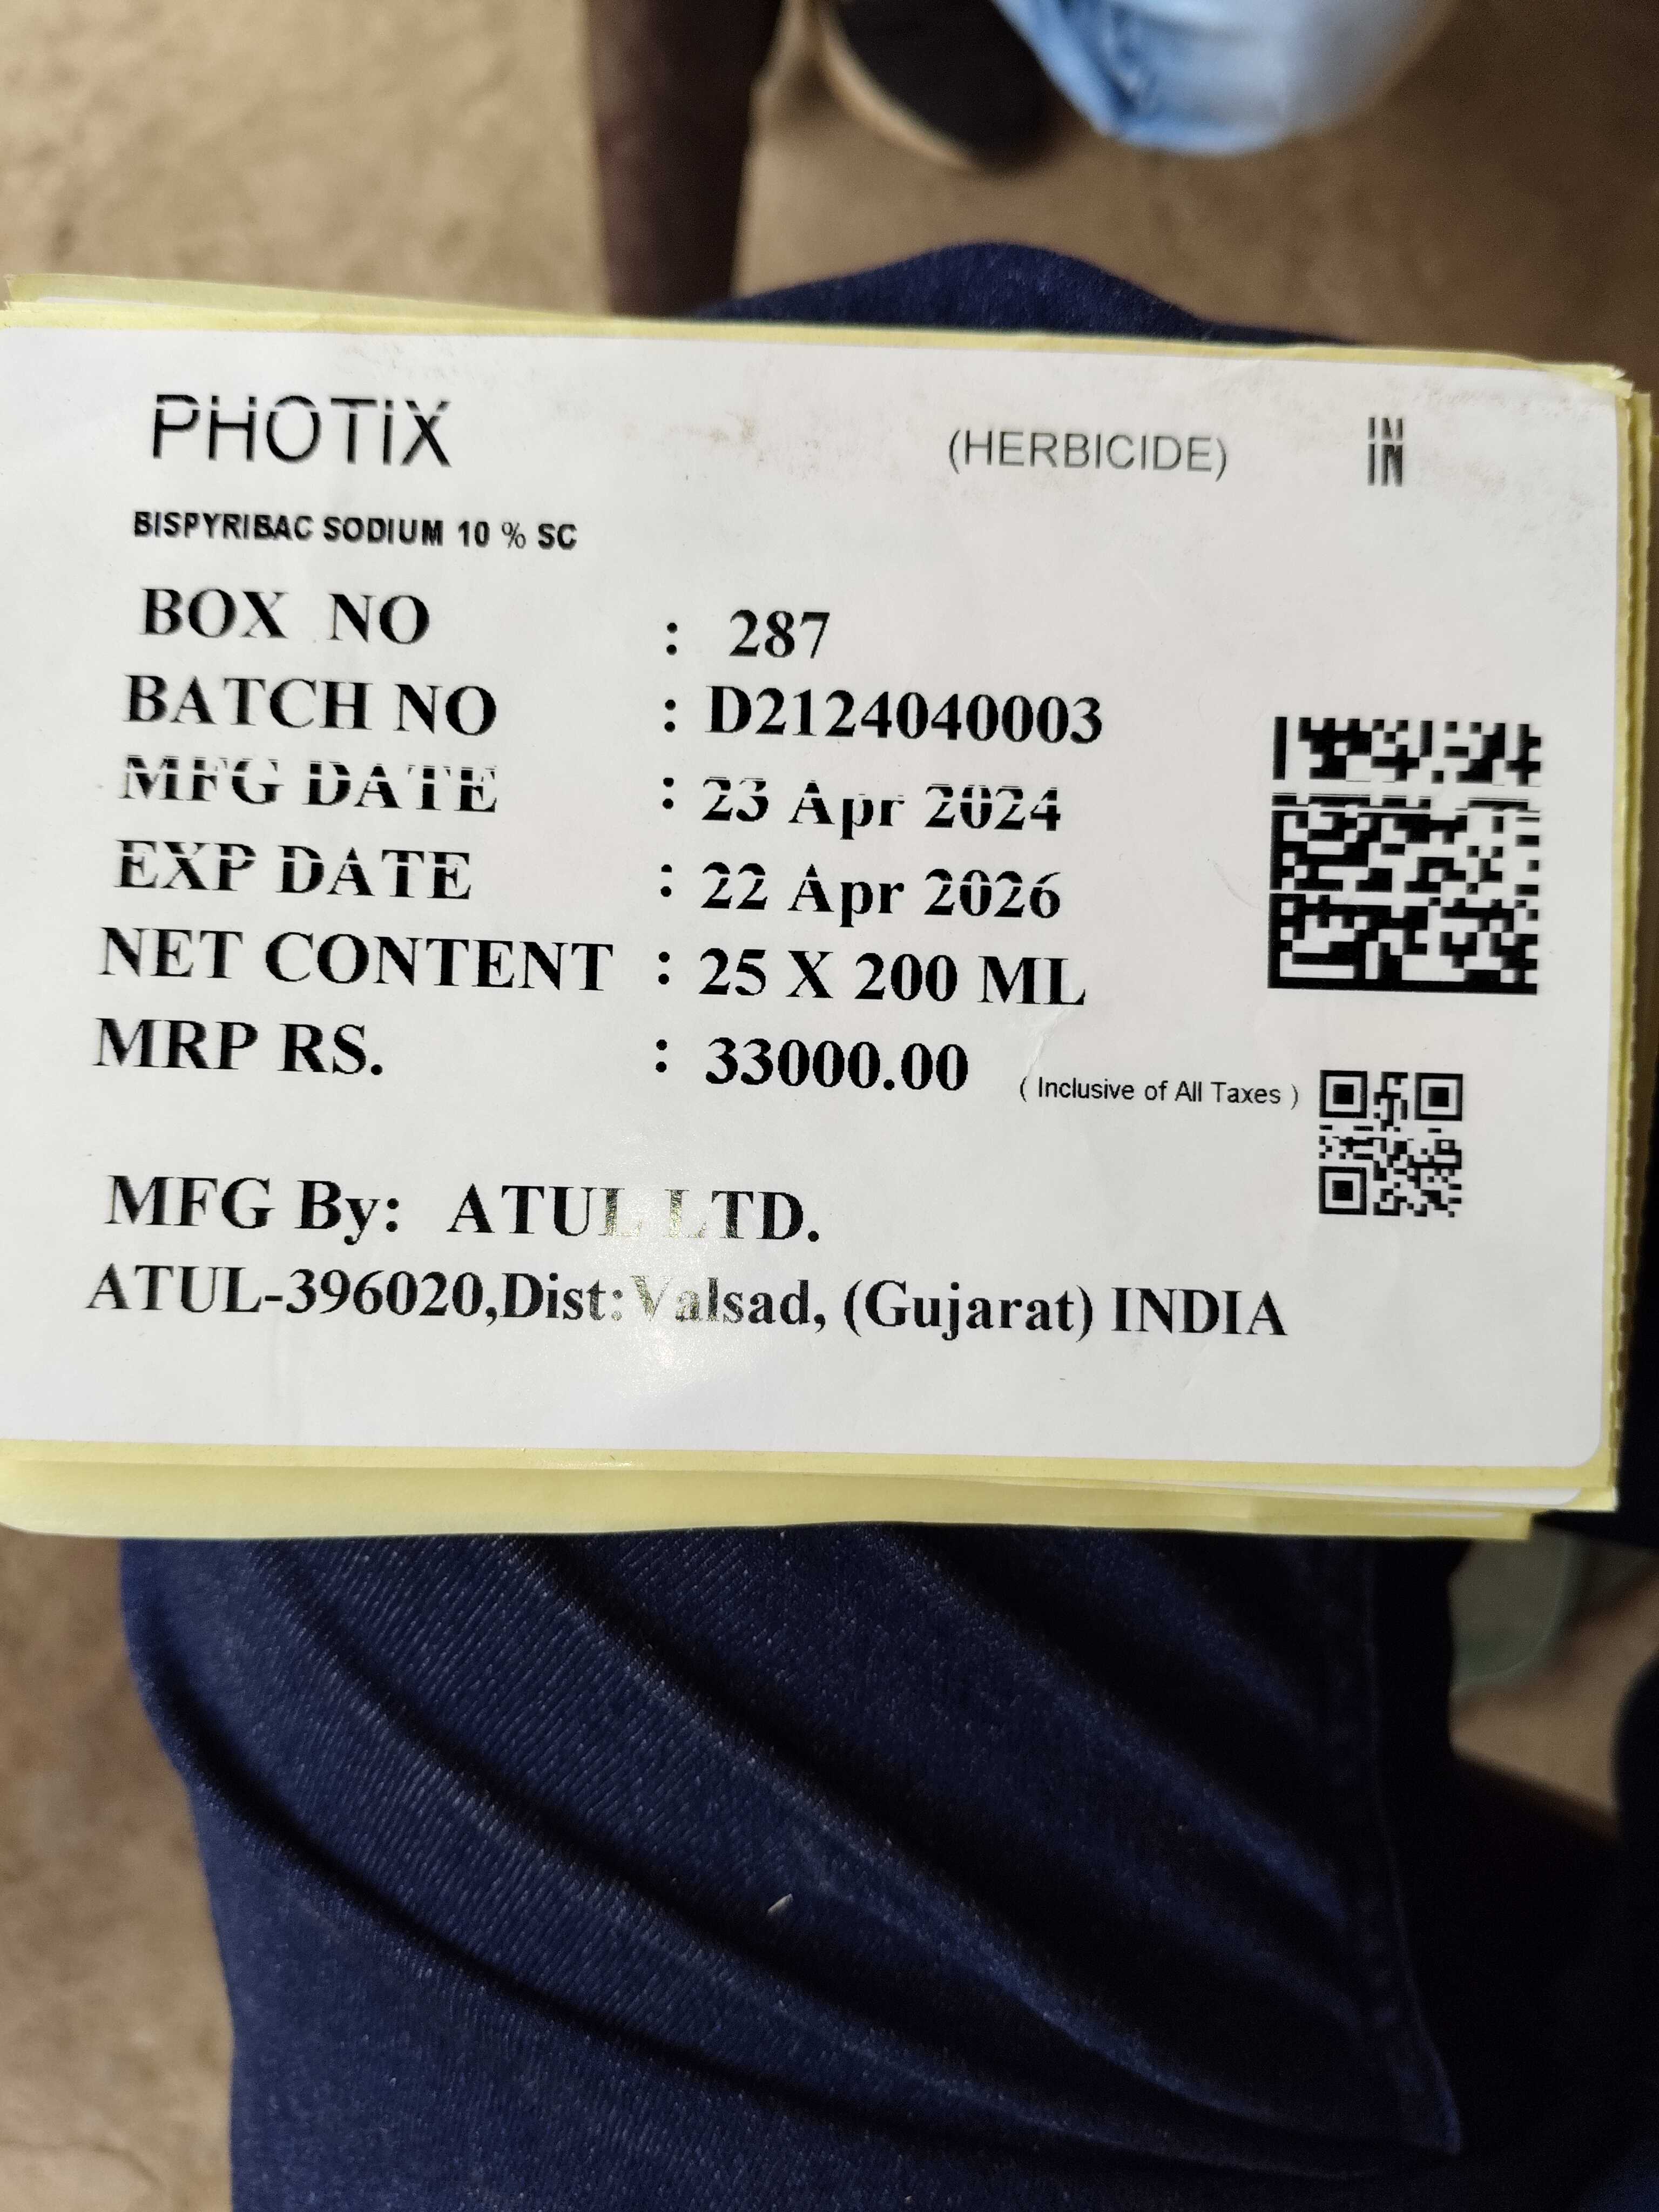 PHOTiX (HERBICIDE) IN
BISPYRIBAC SODIUM 10 % SC
BOX NO : 287
BATCH NO : D2124040003
MFG DATE : 23 Apr 2024
EXP DATE : 22 Apr 2026
NET CONTENT : 25 X 200 ML
MRP RS. : 33000.00 ( Inclusive of All Taxes )
MFG By: ATUL LTD.
ATUL-396020,Dist:Valsad, (Gujarat) INDIA